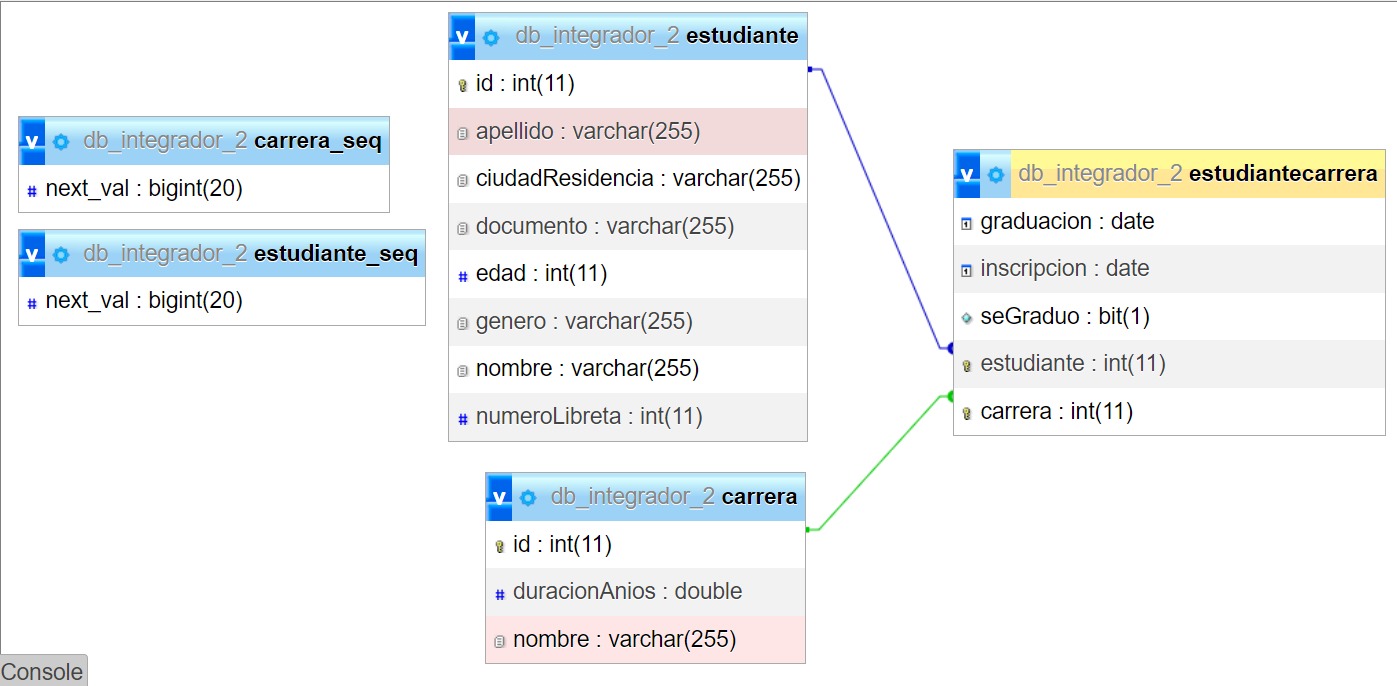 v db_integrador_2 carrera_seq
# next_val : bigint(20)
v db_integrador_2 estudiante_seq
# next_val : bigint(20)
v db_integrador_2 estudiante
id : int(11)
apellido : varchar(255)
ciudadResidencia : varchar(255)
documento : varchar(255)
# edad : int(11)
genero : varchar(255)
nombre : varchar(255)
# numeroLibreta : int(11)
v db_integrador_2 carrera
id : int(11)
# duracionAnios : double
nombre : varchar(255)
v db_integrador_2 estudiantecarrera
graduacion : date
inscripcion : date
seGraduo : bit(1)
estudiante : int(11)
carrera : int(11)
Console